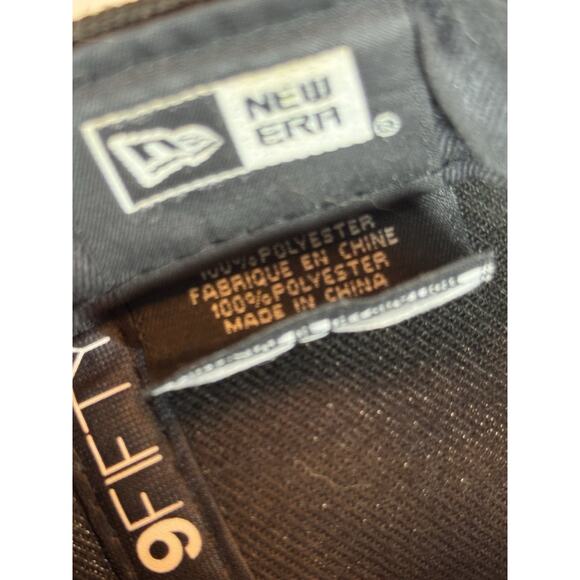 NEW
ERA
®
100% POLYESTER
FABRIQUE EN CHINE
100% POLYESTER
MADE IN CHINA
9FIFTY